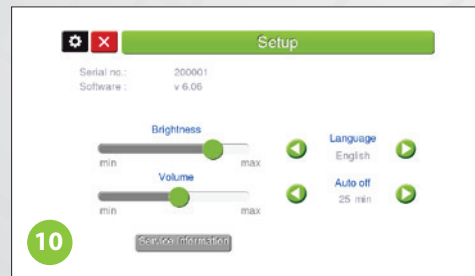 Setup
Serial no.: 200001
Software : v 6.06
Brightness
min max
Language
English
Volume
min max
Auto off
25 min
10
Service Information